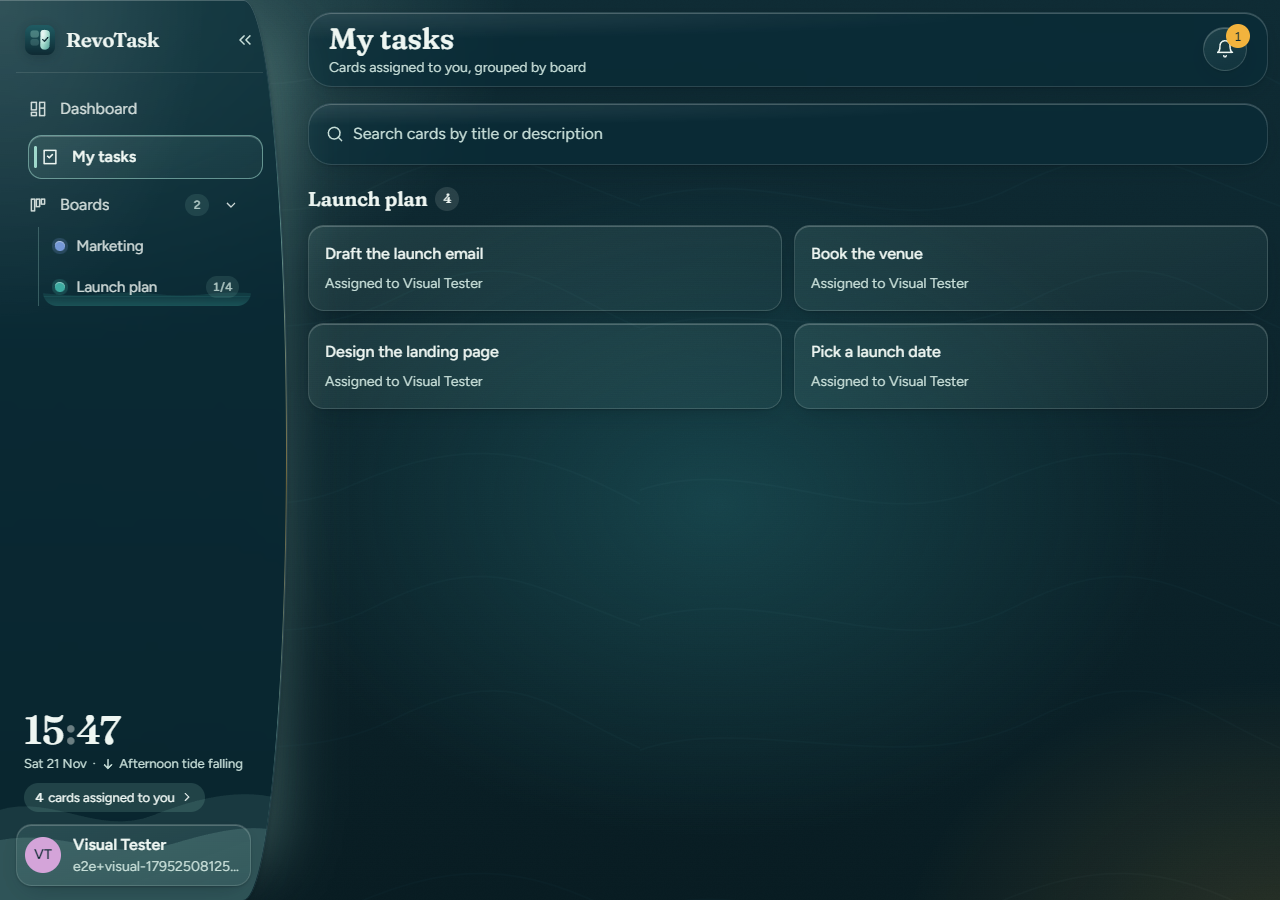 RevoTask
Dashboard
My tasks
Boards 2
Marketing
Launch plan 1/4
15:47
Sat 21 Nov · ↓ Afternoon tide falling
4 cards assigned to you
VT
Visual Tester
e2e+visual-17952508125...
My tasks
Cards assigned to you, grouped by board
1
Search cards by title or description
Launch plan 4
Draft the launch email
Assigned to Visual Tester
Book the venue
Assigned to Visual Tester
Design the landing page
Assigned to Visual Tester
Pick a launch date
Assigned to Visual Tester